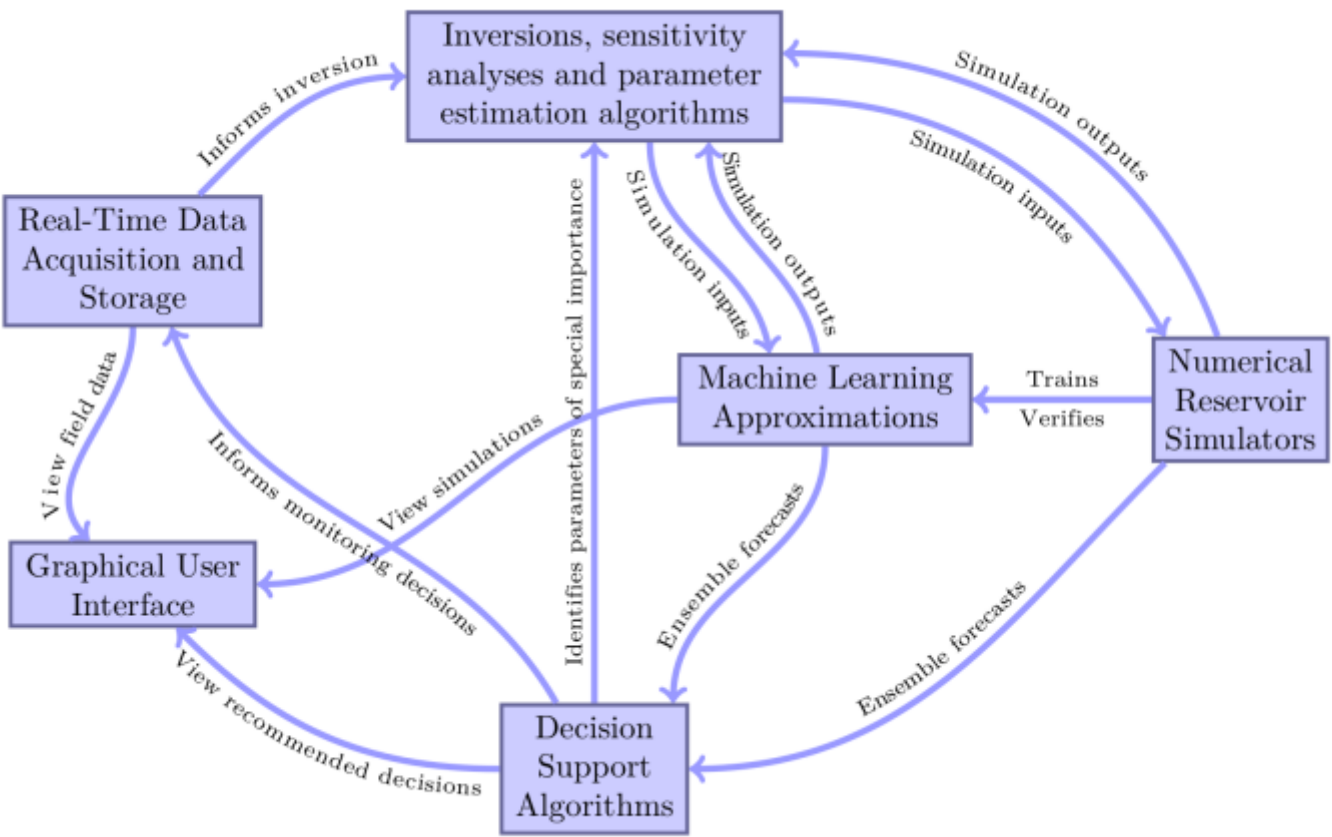 Inversions, sensitivity
analyses and parameter
estimation algorithms
Informs inversion
Simulation outputs
Simulation inputs
Real-Time Data
Acquisition and
Storage
Simulation inputs
Simulation outputs
Identifies parameters of special importance
Machine Learning
Approximations
Trains
Verifies
Numerical
Reservoir
Simulators
View field data
Informs monitoring decisions
View simulations
Ensemble forecasts
Ensemble forecasts
Graphical User
Interface
View recommended decisions
Decision
Support
Algorithms